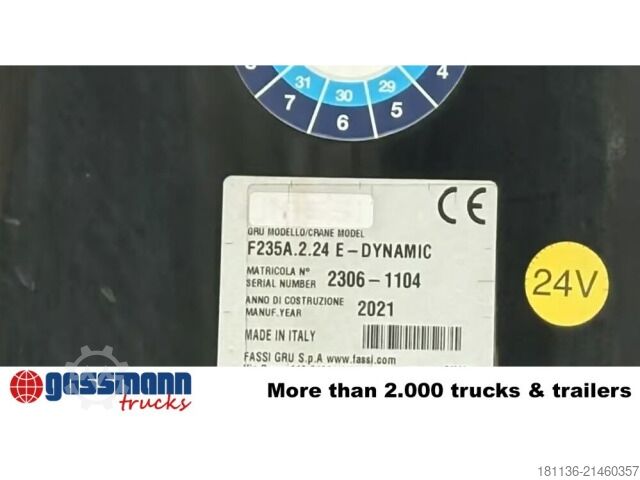 31 30 29
8 7 6 5 4
CE
GRU MODELLO/CRANE MODEL
F235A.2.24 E-DYNAMIC
MATRICOLA N°
SERIAL NUMBER 2306-1104
ANNO DI COSTRUZIONE
MANUF.YEAR 2021
MADE IN ITALY
FASSI GRU S.p.A www.fassi.com
24V
gassmann
trucks
More than 2.000 trucks & trailers
181136-21460357